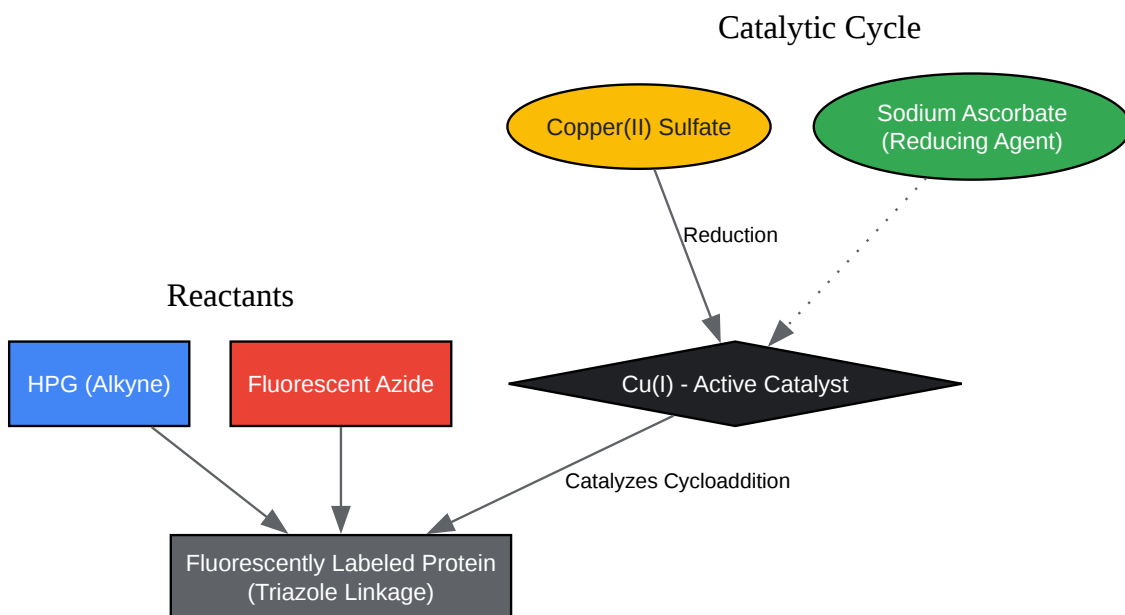 Catalytic Cycle
Copper(II) Sulfate
Sodium Ascorbate
(Reducing Agent)
Reduction
Reactants
HPG (Alkyne)
Fluorescent Azide
Cu(I) - Active Catalyst
Catalyzes Cycloaddition
Fluorescently Labeled Protein
(Triazole Linkage)